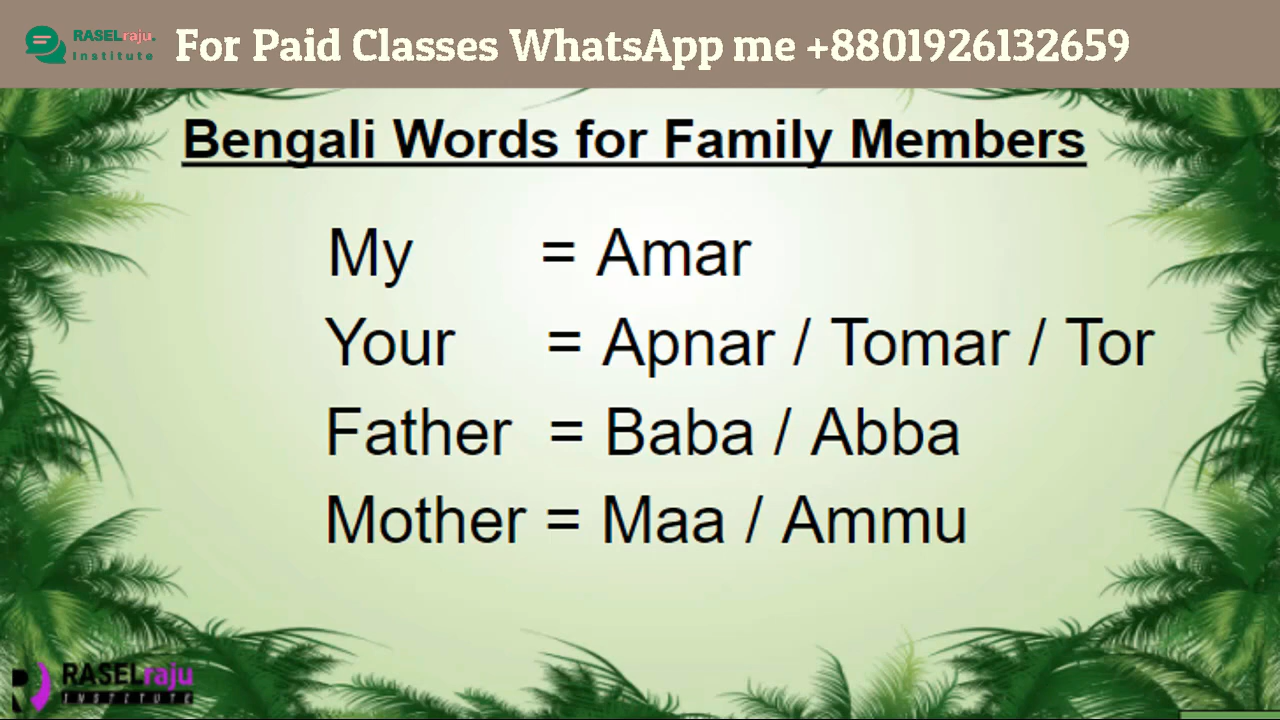 RASELraju.
Institute
For Paid Classes WhatsApp me +8801926132659
Bengali Words for Family Members
My = Amar
Your = Apnar / Tomar / Tor
Father = Baba / Abba
Mother = Maa / Ammu
RASELraju
INSTITUTE